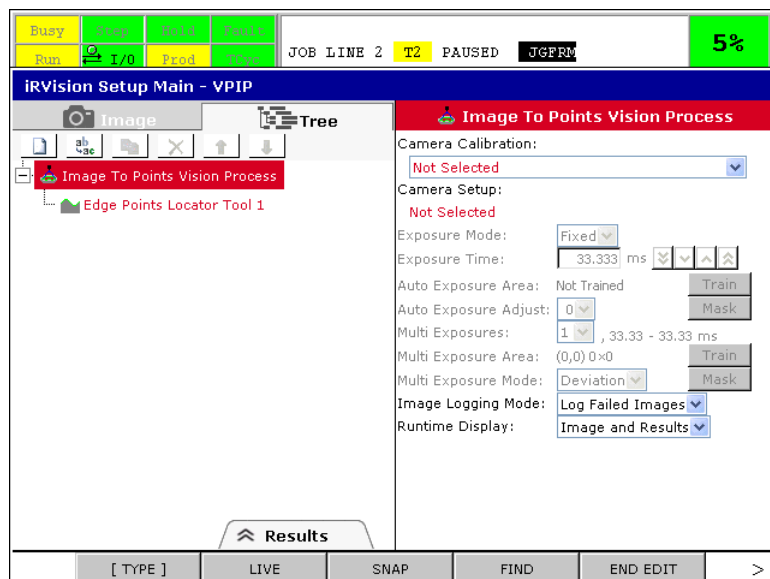 Busy Step Hold Fault
Run I/O Prod TCyc
JOB LINE 2 T2 PAUSED JGFRM
5%
iRVision Setup Main - VPIP
Image
Tree
ab
ac
Image To Points Vision Process
Edge Points Locator Tool 1
Results
Image To Points Vision Process
Camera Calibration:
Not Selected
Camera Setup:
Not Selected
Exposure Mode: Fixed
Exposure Time: 33.333 ms
Auto Exposure Area: Not Trained Train
Auto Exposure Adjust: 0 Mask
Multi Exposures: 1 , 33.33 - 33.33 ms
Multi Exposure Area: (0,0) 0×0 Train
Multi Exposure Mode: Deviation Mask
Image Logging Mode: Log Failed Images
Runtime Display: Image and Results
[ TYPE ] LIVE SNAP FIND END EDIT >